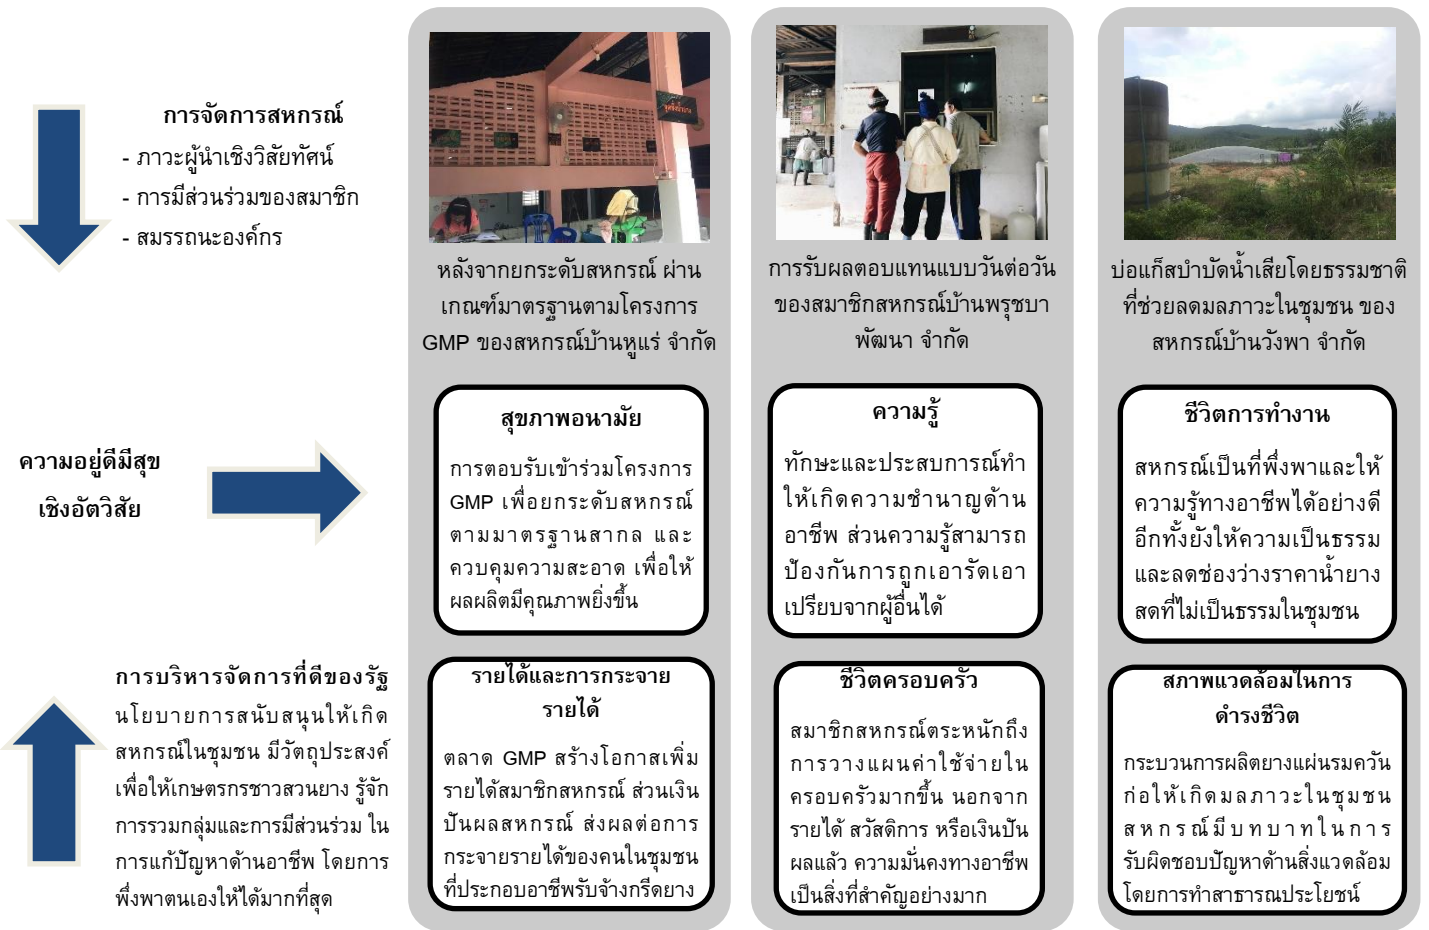 การจัดการสหกรณ์
- ภาวะผู้นำเชิงวิสัยทัศน์
- การมีส่วนร่วมของสมาชิก
- สมรรถนะองค์กร
หลังจากยกระดับสหกรณ์ ผ่าน
เกณฑ์มาตรฐานตามโครงการ
GMP ของสหกรณ์บ้านหูแร่ จำกัด
การรับผลตอบแทนแบบวันต่อวัน
ของสมาชิกสหกรณ์บ้านพรุชบา
พัฒนา จำกัด
บ่อแก็สบำบัดน้ำเสียโดยธรรมชาติ
ที่ช่วยลดมลภาวะในชุมชน ของ
สหกรณ์บ้านวังพา จำกัด
ความอยู่ดีมีสุข
เชิงอัตวิสัย
สุขภาพอนามัย
การตอบรับเข้าร่วมโครงการ
GMP เพื่อยกระดับสหกรณ์
ตามมาตรฐานสากล และ
ควบคุมความสะอาด เพื่อให้
ผลผลิตมีคุณภาพยิ่งขึ้น
ความรู้
ทักษะและประสบการณ์ทำ
ให้เกิดความชำนาญด้าน
อาชีพ ส่วนความรู้สามารถ
ป้องกันการถูกเอารัดเอา
เปรียบจากผู้อื่นได้
ชีวิตการทำงาน
สหกรณ์เป็นที่พึ่งพาและให้
ความรู้ทางอาชีพได้อย่างดี
อีกทั้งยังให้ความเป็นธรรม
และลดช่องว่างราคาน้ำยาง
สดที่ไม่เป็นธรรมในชุมชน
การบริหารจัดการที่ดีของรัฐ
นโยบายการสนับสนุนให้เกิด
สหกรณ์ในชุมชน มีวัตถุประสงค์
เพื่อให้เกษตรกรชาวสวนยาง รู้จัก
การรวมกลุ่มและการมีส่วนร่วม ใน
การแก้ปัญหาด้านอาชีพ โดยการ
พึ่งพาตนเองให้ได้มากที่สุด
รายได้และการกระจาย
รายได้
ตลาด GMP สร้างโอกาสเพิ่ม
รายได้สมาชิกสหกรณ์ ส่วนเงิน
ปันผลสหกรณ์ ส่งผลต่อการ
กระจายรายได้ของคนในชุมชน
ที่ประกอบอาชีพรับจ้างกรีดยาง
ชีวิตครอบครัว
สมาชิกสหกรณ์ตระหนักถึง
การวางแผนค่าใช้จ่ายใน
ครอบครัวมากขึ้น นอกจาก
รายได้ สวัสดิการ หรือเงินปัน
ผลแล้ว ความมั่นคงทางอาชีพ
เป็นสิ่งที่สำคัญอย่างมาก
สภาพแวดล้อมในการ
ดำรงชีวิต
กระบวนการผลิตยางแผ่นรมควัน
ก่อให้เกิดมลภาวะในชุมชน
สหกรณ์มีบทบาทในการ
รับผิดชอบปัญหาด้านสิ่งแวดล้อม
โดยการทำสาธารณประโยชน์